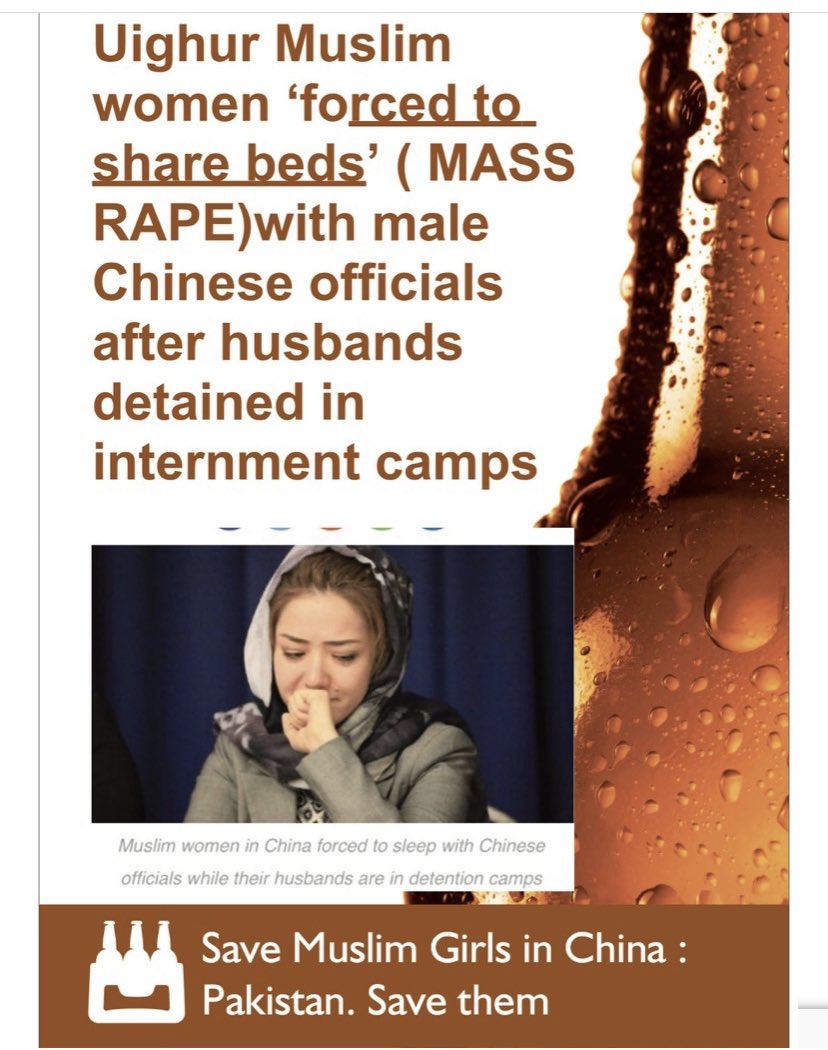 Uighur Muslim
women ‘forced to
share beds’ ( MASS
RAPE)with male
Chinese officials
after husbands
detained in
internment camps
Muslim women in China forced to sleep with Chinese
officials while their husbands are in detention camps
Save Muslim Girls in China :
Pakistan. Save them